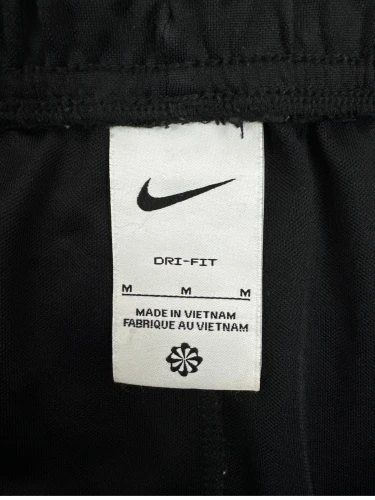 DRI-FIT
M M M
MADE IN VIETNAM
FABRIQUE AU VIETNAM